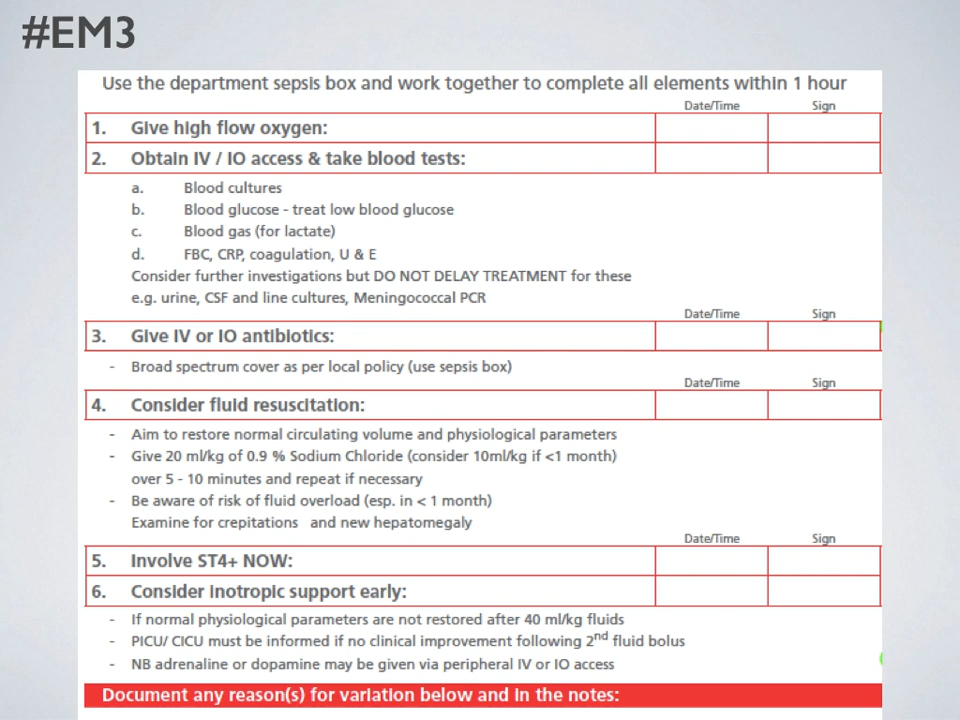 #EM3
Use the department sepsis box and work together to complete all elements within 1 hour
Date/Time Sign
1. Give high flow oxygen:
2. Obtain IV / IO access & take blood tests:
a. Blood cultures
b. Blood glucose - treat low blood glucose
c. Blood gas (for lactate)
d. FBC, CRP, coagulation, U & E
Consider further investigations but DO NOT DELAY TREATMENT for these
e.g. urine, CSF and line cultures, Meningococcal PCR
Date/Time Sign
3. Give IV or IO antibiotics:
- Broad spectrum cover as per local policy (use sepsis box)
Date/Time Sign
4. Consider fluid resuscitation:
- Aim to restore normal circulating volume and physiological parameters
- Give 20 ml/kg of 0.9 % Sodium Chloride (consider 10ml/kg if <1 month)
over 5 - 10 minutes and repeat if necessary
- Be aware of risk of fluid overload (esp. in < 1 month)
Examine for crepitations and new hepatomegaly
Date/Time Sign
5. Involve ST4+ NOW:
6. Consider inotropic support early:
- If normal physiological parameters are not restored after 40 ml/kg fluids
- PICU/ CICU must be informed if no clinical improvement following 2nd fluid bolus
- NB adrenaline or dopamine may be given via peripheral IV or IO access
Document any reason(s) for variation below and in the notes: